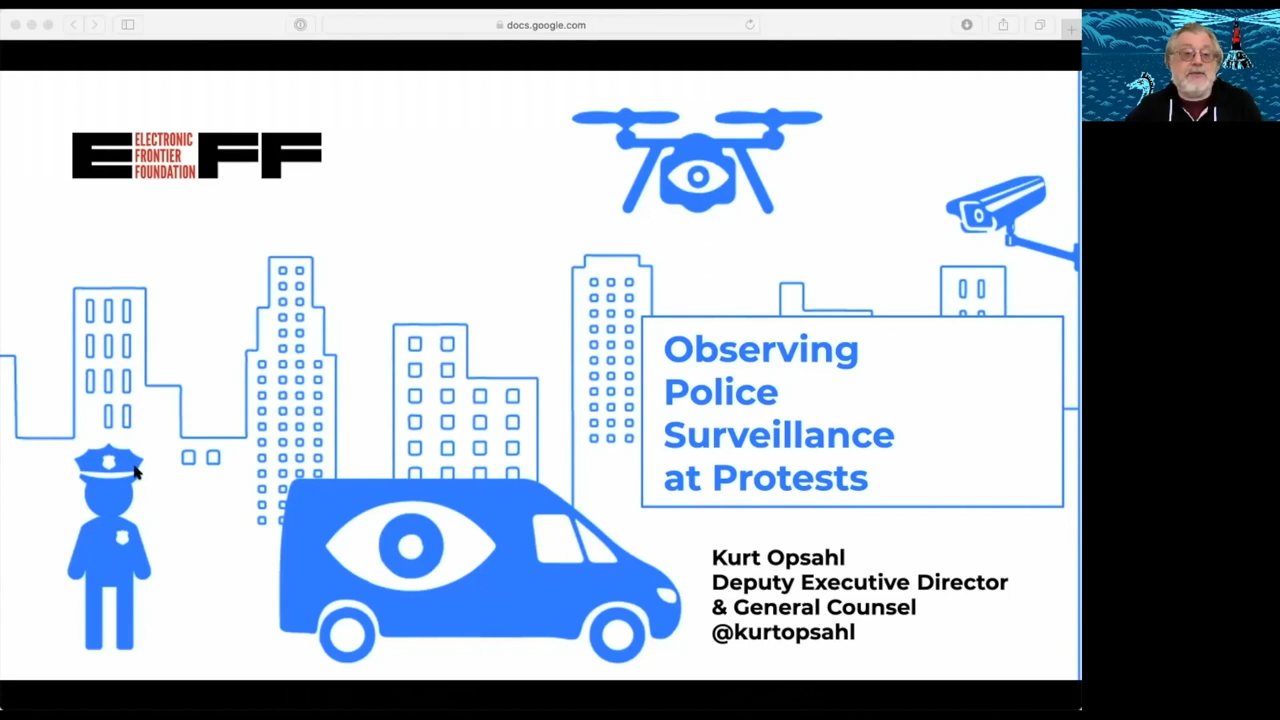 docs.google.com
EFF
ELECTRONIC
FRONTIER
FOUNDATION
Observing
Police
Surveillance
at Protests
Kurt Opsahl
Deputy Executive Director
& General Counsel
@kurtopsahl